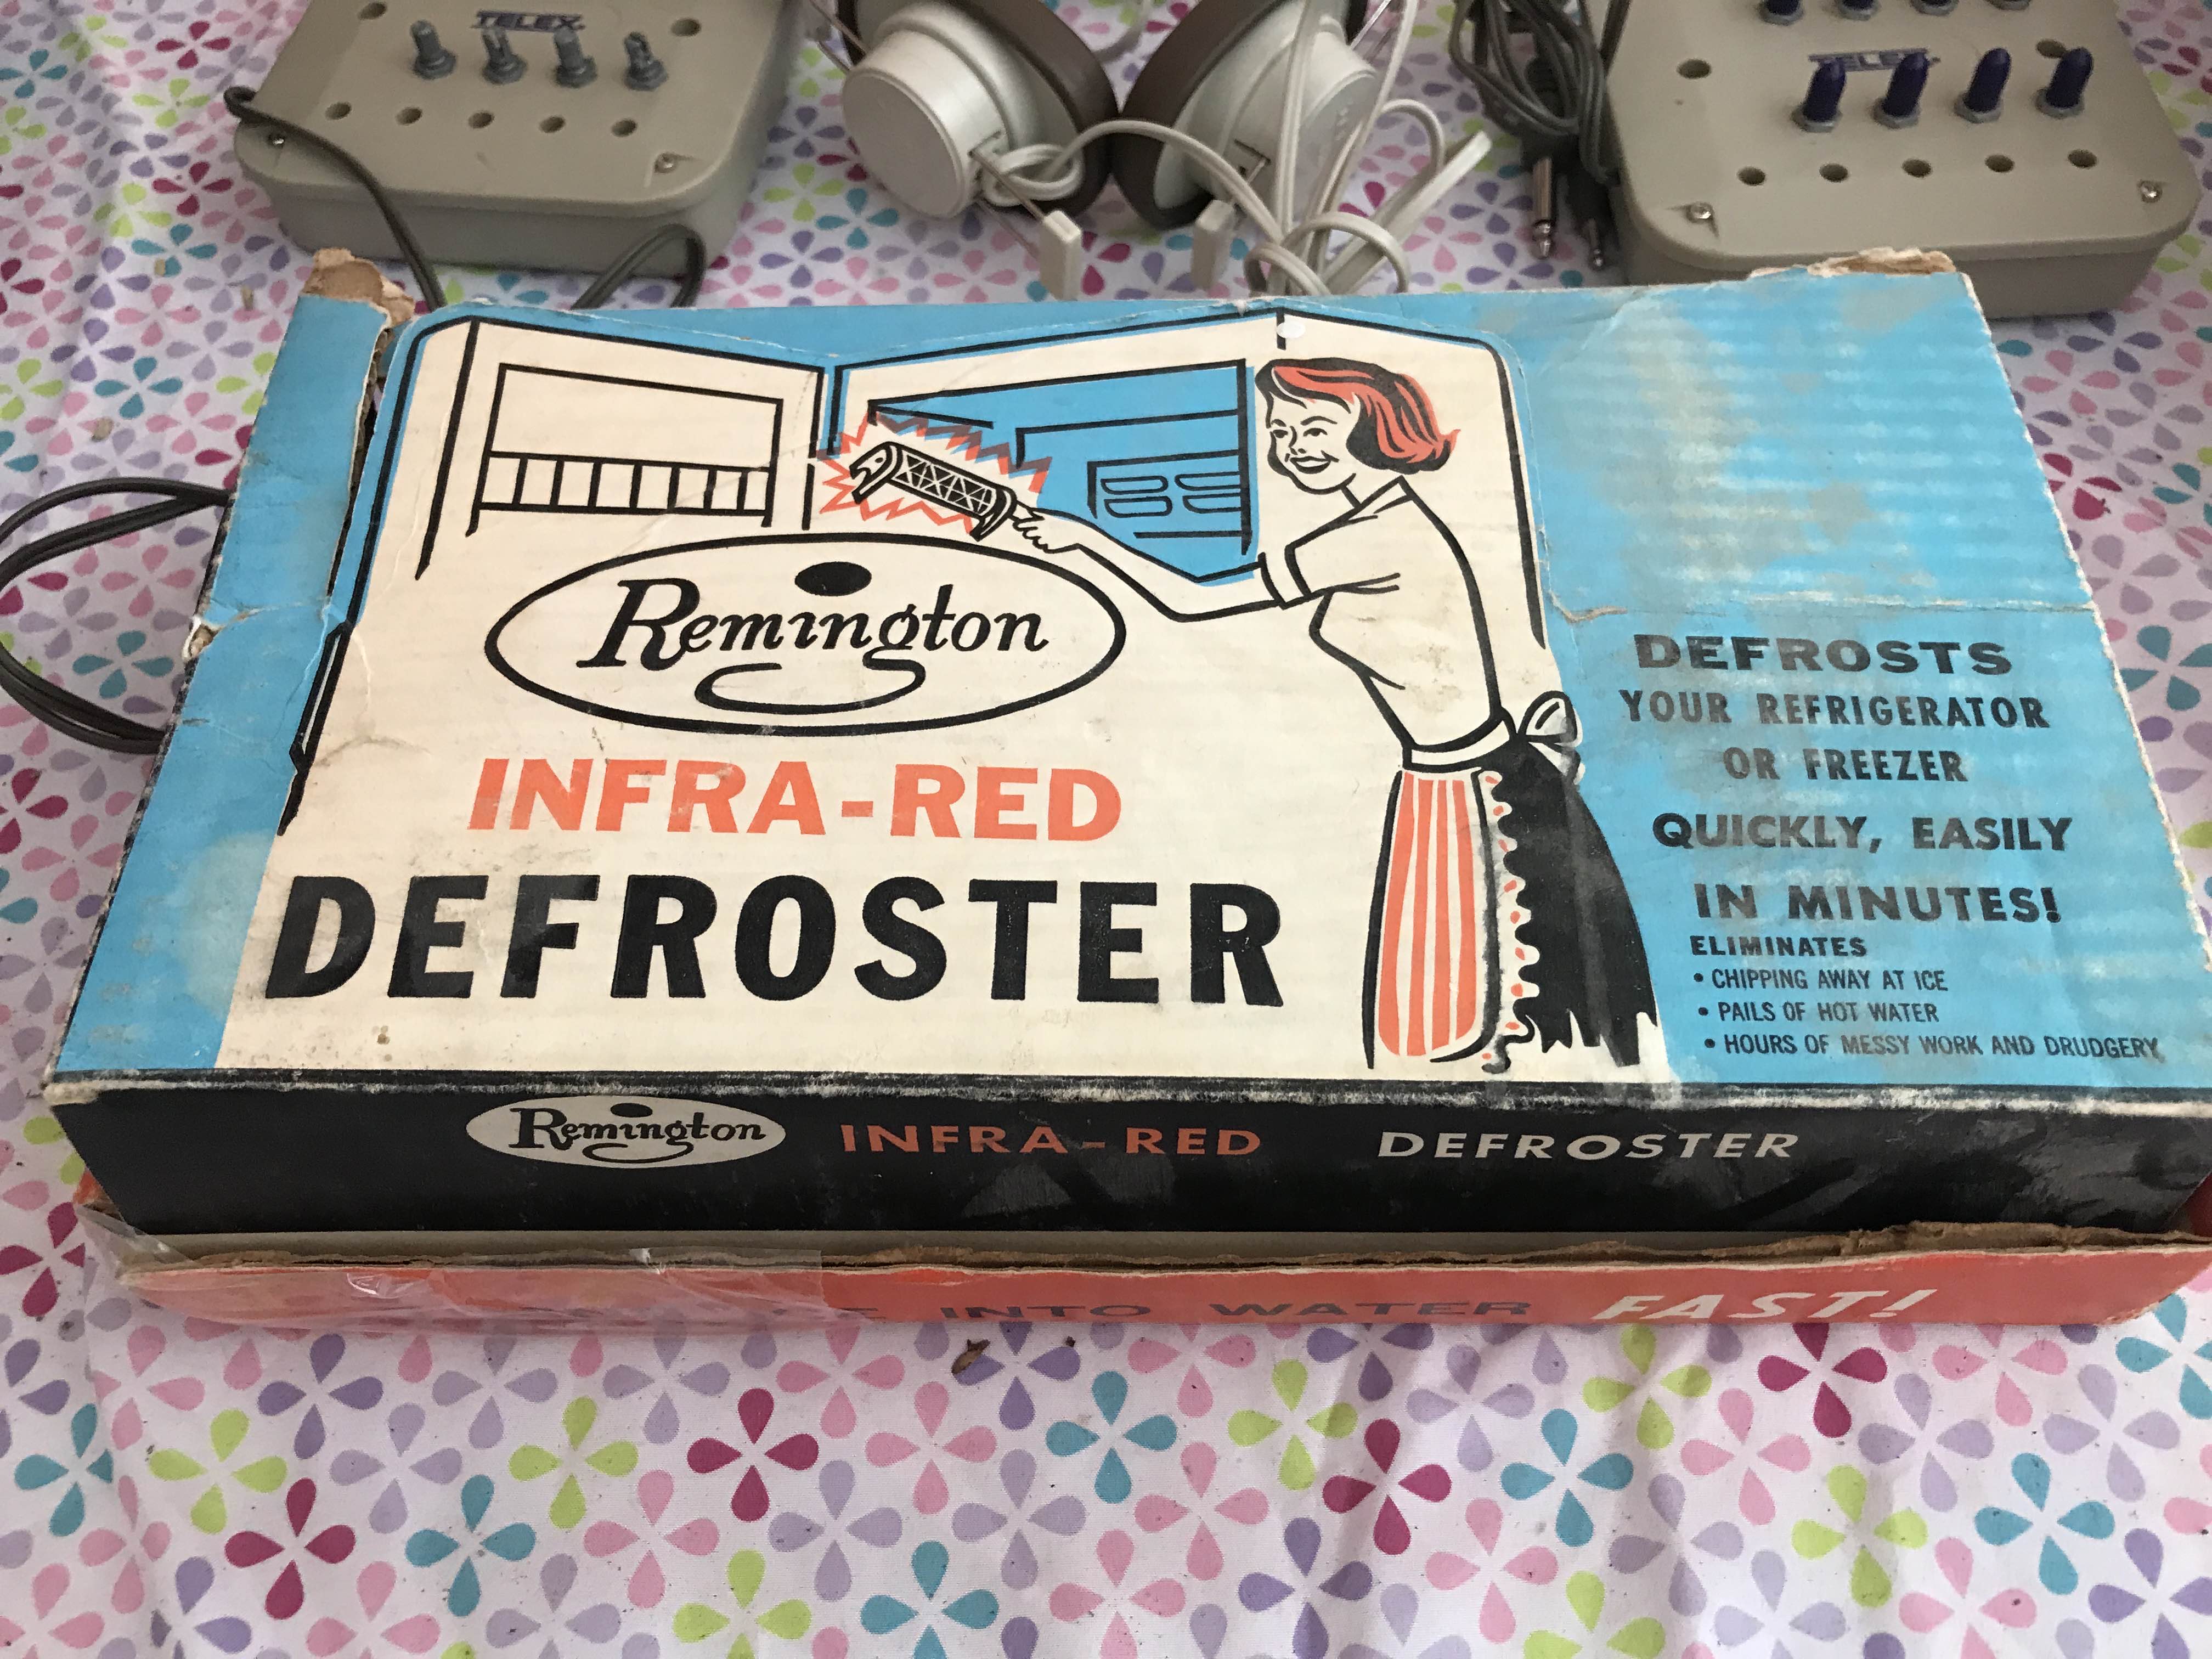 TELEX
TELEX
Remington
INFRA-RED
DEFROSTER
DEFROSTS
YOUR REFRIGERATOR
OR FREEZER
QUICKLY, EASILY
IN MINUTES!
ELIMINATES
• CHIPPING AWAY AT ICE
• PAILS OF HOT WATER
• HOURS OF MESSY WORK AND DRUDGERY
Remington INFRA-RED DEFROSTER
INTO WATER FAST!